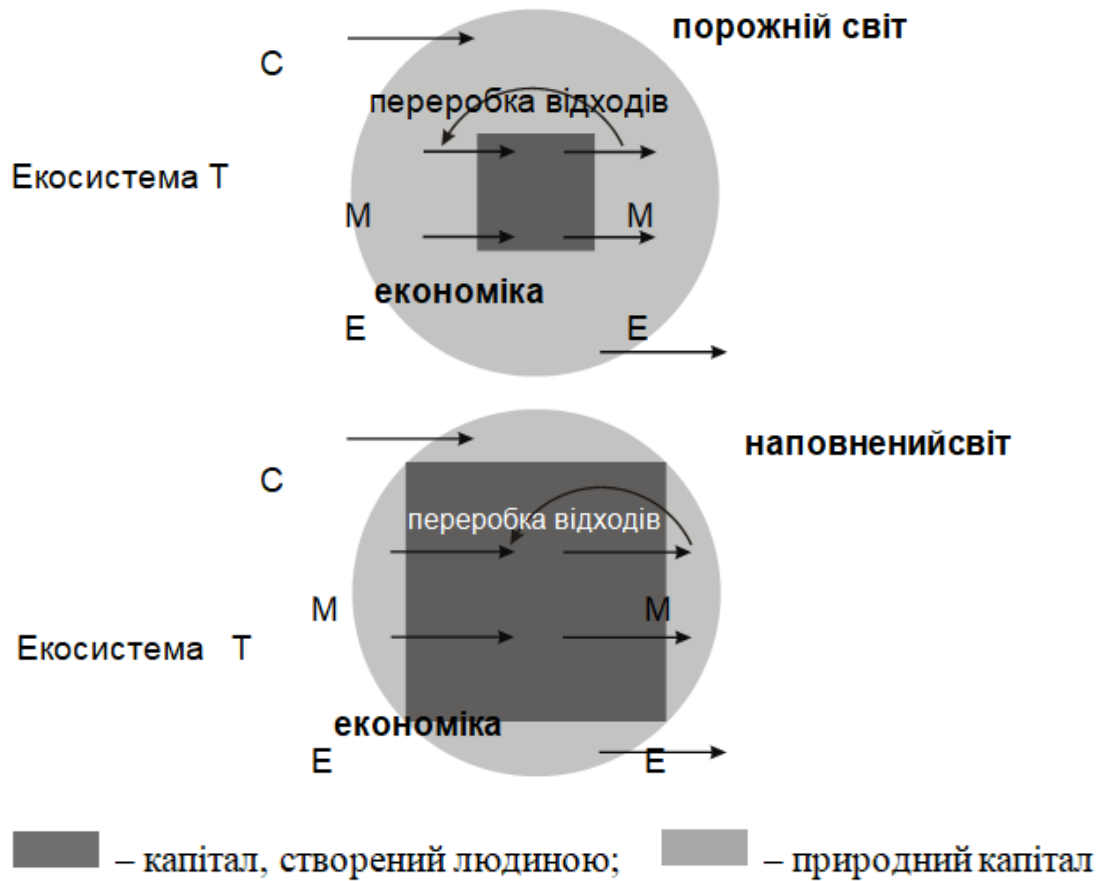 порожній світ
С
переробка відходів
Екосистема Т
М
М
економіка
Е
Е
наповненийсвіт
С
переробка відходів
М
М
Екосистема Т
економіка
Е
Е
– капітал, створений людиною; – природний капітал